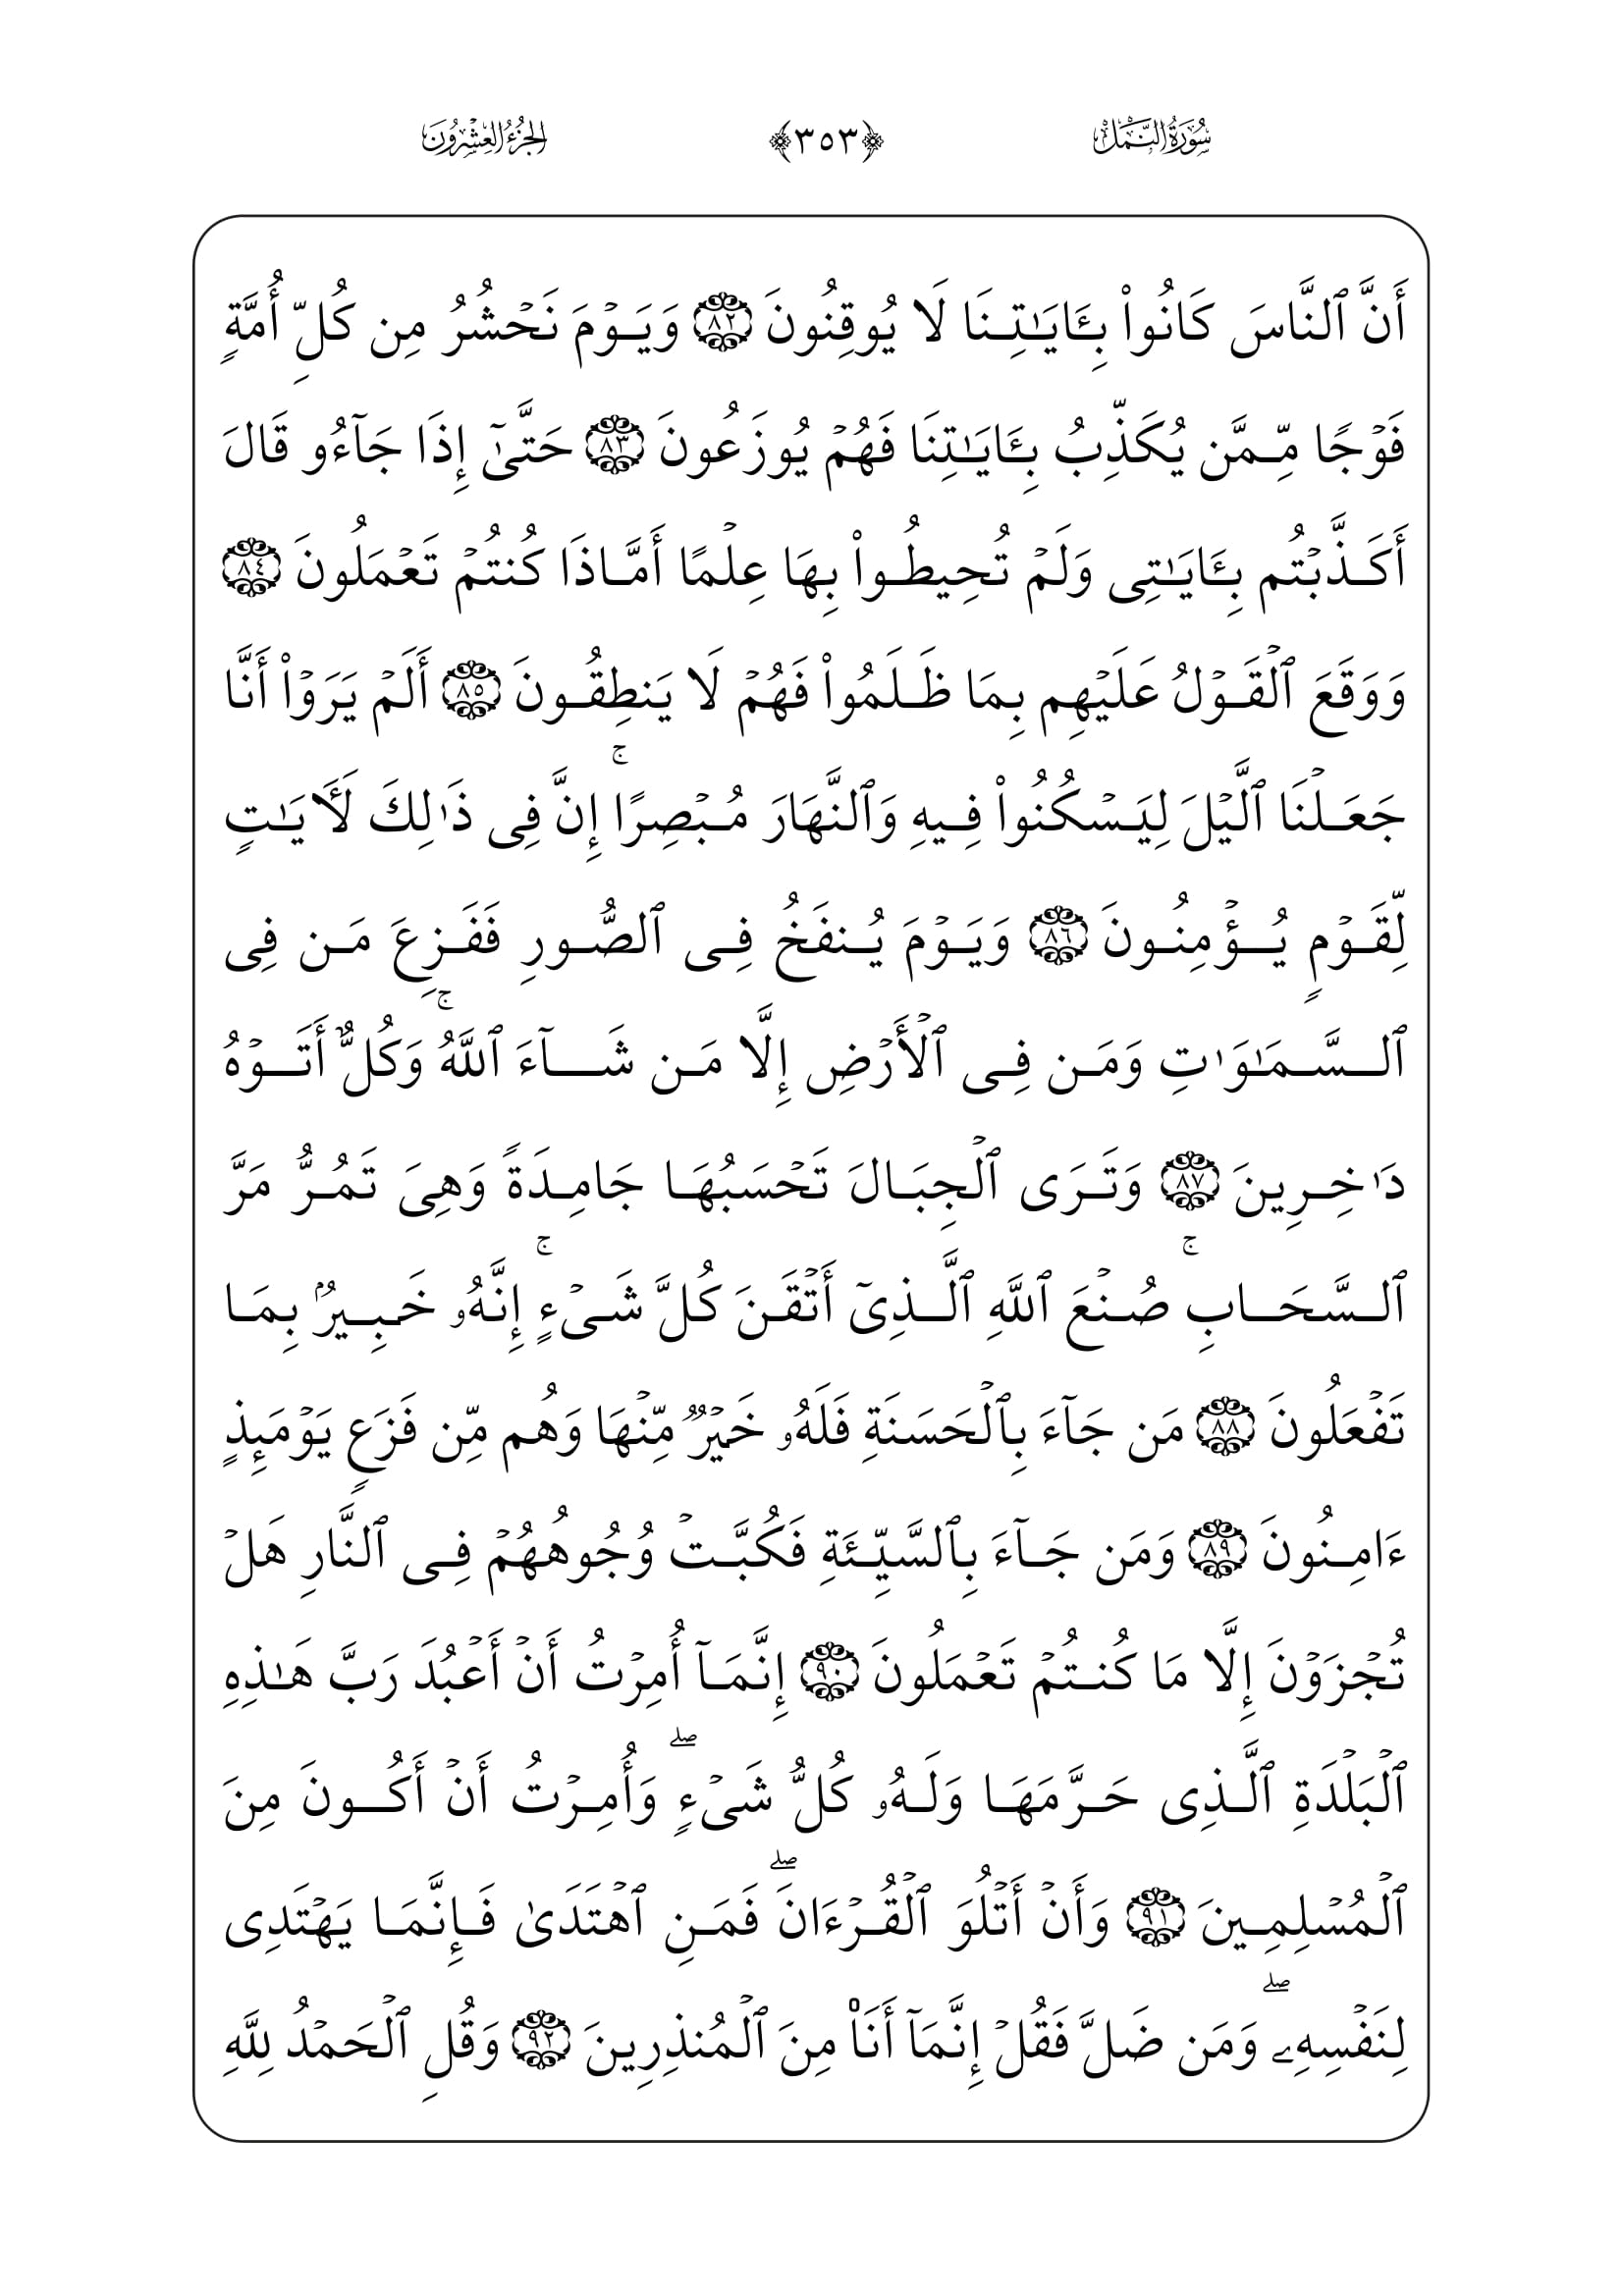 سُورَةُ النَّمْلِ ﴿٣٥٣﴾ الجُزْءُ العِشْرُونَ
أَنَّ ٱلنَّاسَ كَانُوا۟ بِـَٔايَـٰتِنَا لَا يُوقِنُونَ ٨٢ وَيَوْمَ نَحْشُرُ مِن كُلِّ أُمَّةٍ
فَوْجًا مِّمَّن يُكَذِّبُ بِـَٔايَـٰتِنَا فَهُمْ يُوزَعُونَ ٨٣ حَتَّىٰٓ إِذَا جَآءُو قَالَ
أَكَذَّبْتُم بِـَٔايَـٰتِى وَلَمْ تُحِيطُوا۟ بِهَا عِلْمًا أَمَّاذَا كُنتُمْ تَعْمَلُونَ ٨٤
وَوَقَعَ ٱلْقَوْلُ عَلَيْهِم بِمَا ظَلَمُوا۟ فَهُمْ لَا يَنطِقُونَ ٨٥ أَلَمْ يَرَوْا۟ أَنَّا
جَعَلْنَا ٱلَّيْلَ لِيَسْكُنُوا۟ فِيهِ وَٱلنَّهَارَ مُبْصِرًا ۚ إِنَّ فِى ذَٰلِكَ لَـَٔايَـٰتٍ
لِّقَوْمٍ يُؤْمِنُونَ ٨٦ وَيَوْمَ يُنفَخُ فِى ٱلصُّورِ فَفَزِعَ مَن فِى
ٱلسَّمَـٰوَٰتِ وَمَن فِى ٱلْأَرْضِ إِلَّا مَن شَآءَ ٱللَّهُ ۚ وَكُلٌّ أَتَوْهُ
دَٰخِرِينَ ٨٧ وَتَرَى ٱلْجِبَالَ تَحْسَبُهَا جَامِدَةً وَهِىَ تَمُرُّ مَرَّ
ٱلسَّحَابِ ۚ صُنْعَ ٱللَّهِ ٱلَّذِىٓ أَتْقَنَ كُلَّ شَىْءٍ ۚ إِنَّهُۥ خَبِيرٌۢ بِمَا
تَفْعَلُونَ ٨٨ مَن جَآءَ بِٱلْحَسَنَةِ فَلَهُۥ خَيْرٌ مِّنْهَا وَهُم مِّن فَزَعٍ يَوْمَئِذٍ
ءَامِنُونَ ٨٩ وَمَن جَآءَ بِٱلسَّيِّئَةِ فَكُبَّتْ وُجُوهُهُمْ فِى ٱلنَّارِ هَلْ
تُجْزَوْنَ إِلَّا مَا كُنتُمْ تَعْمَلُونَ ٩٠ إِنَّمَآ أُمِرْتُ أَنْ أَعْبُدَ رَبَّ هَـٰذِهِ
ٱلْبَلْدَةِ ٱلَّذِى حَرَّمَهَا وَلَهُۥ كُلُّ شَىْءٍ ۖ وَأُمِرْتُ أَنْ أَكُونَ مِنَ
ٱلْمُسْلِمِينَ ٩١ وَأَنْ أَتْلُوَ ٱلْقُرْءَانَ ۖ فَمَنِ ٱهْتَدَىٰ فَإِنَّمَا يَهْتَدِى
لِنَفْسِهِۦ ۖ وَمَن ضَلَّ فَقُلْ إِنَّمَآ أَنَا۠ مِنَ ٱلْمُنذِرِينَ ٩٢ وَقُلِ ٱلْحَمْدُ لِلَّهِ